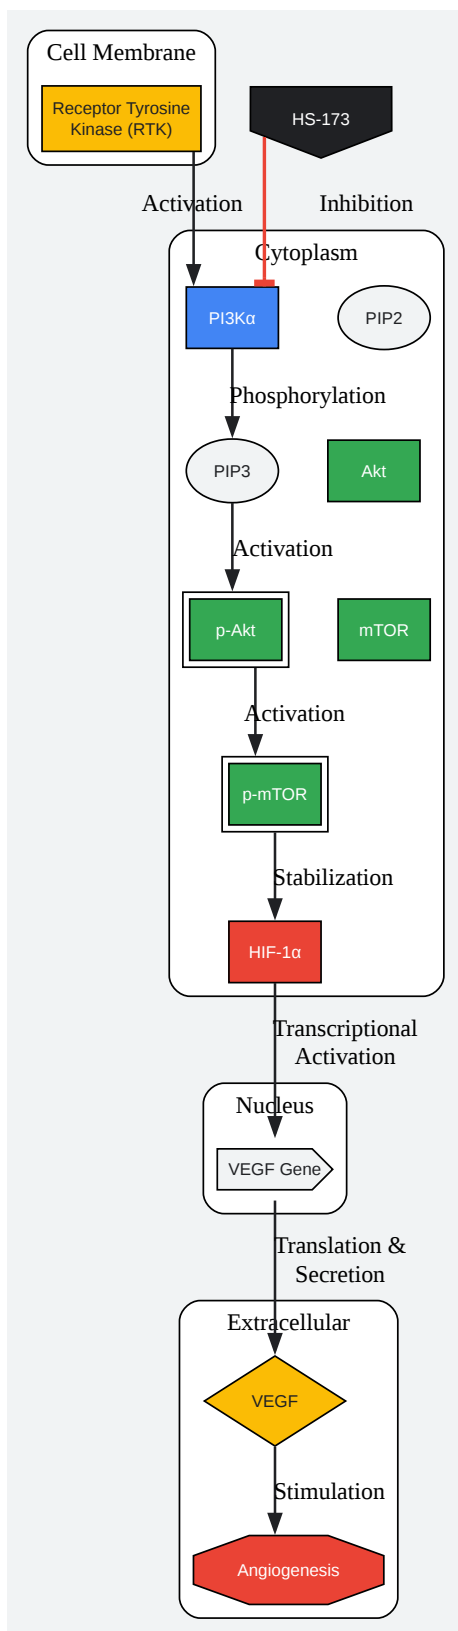 Cell Membrane
Receptor Tyrosine
Kinase (RTK)
HS-173
Activation
Inhibition
Cytoplasm
PI3Kα
PIP2
Phosphorylation
PIP3
Akt
Activation
p-Akt
mTOR
Activation
p-mTOR
Stabilization
HIF-1α
Transcriptional
Activation
Nucleus
VEGF Gene
Translation &
Secretion
Extracellular
VEGF
Stimulation
Angiogenesis